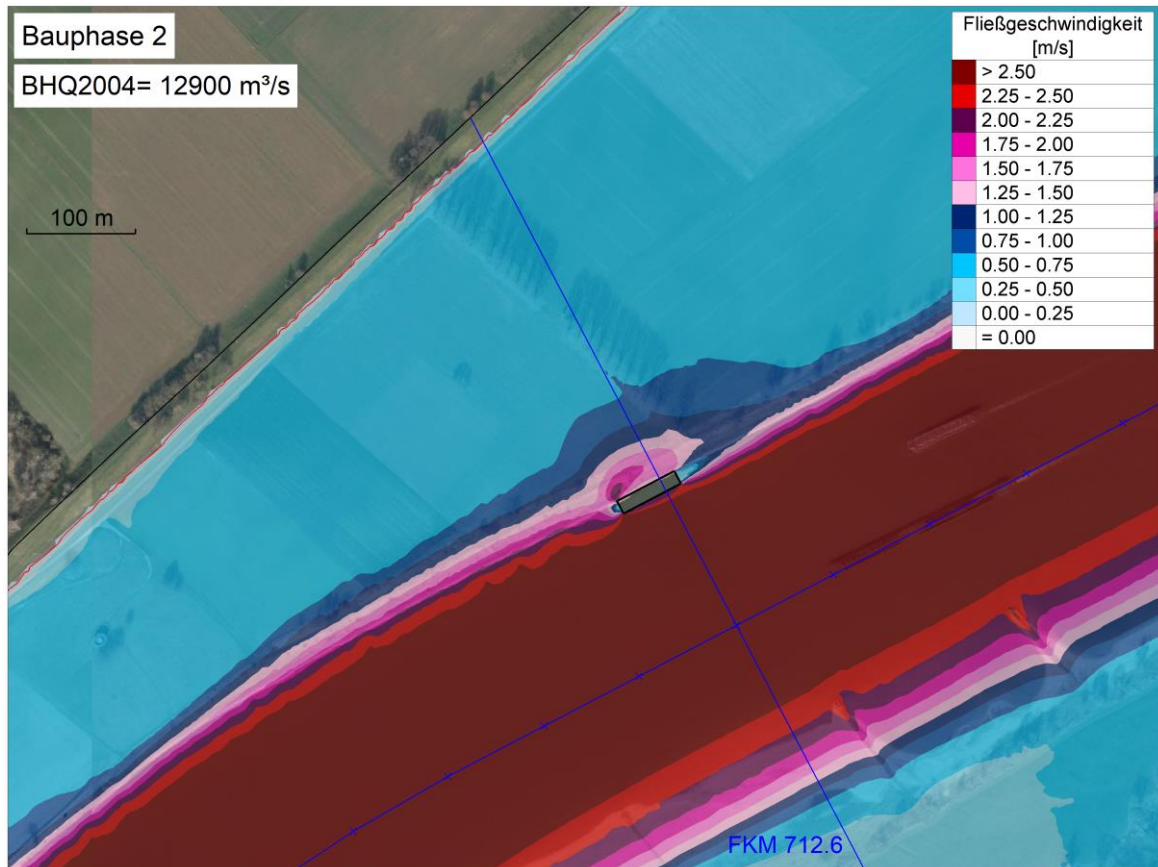 Bauphase 2
BHQ2004= 12900 m³/s
100 m
Fließgeschwindigkeit
[m/s]
> 2.50
2.25 - 2.50
2.00 - 2.25
1.75 - 2.00
1.50 - 1.75
1.25 - 1.50
1.00 - 1.25
0.75 - 1.00
0.50 - 0.75
0.25 - 0.50
0.00 - 0.25
= 0.00
FKM 712.6